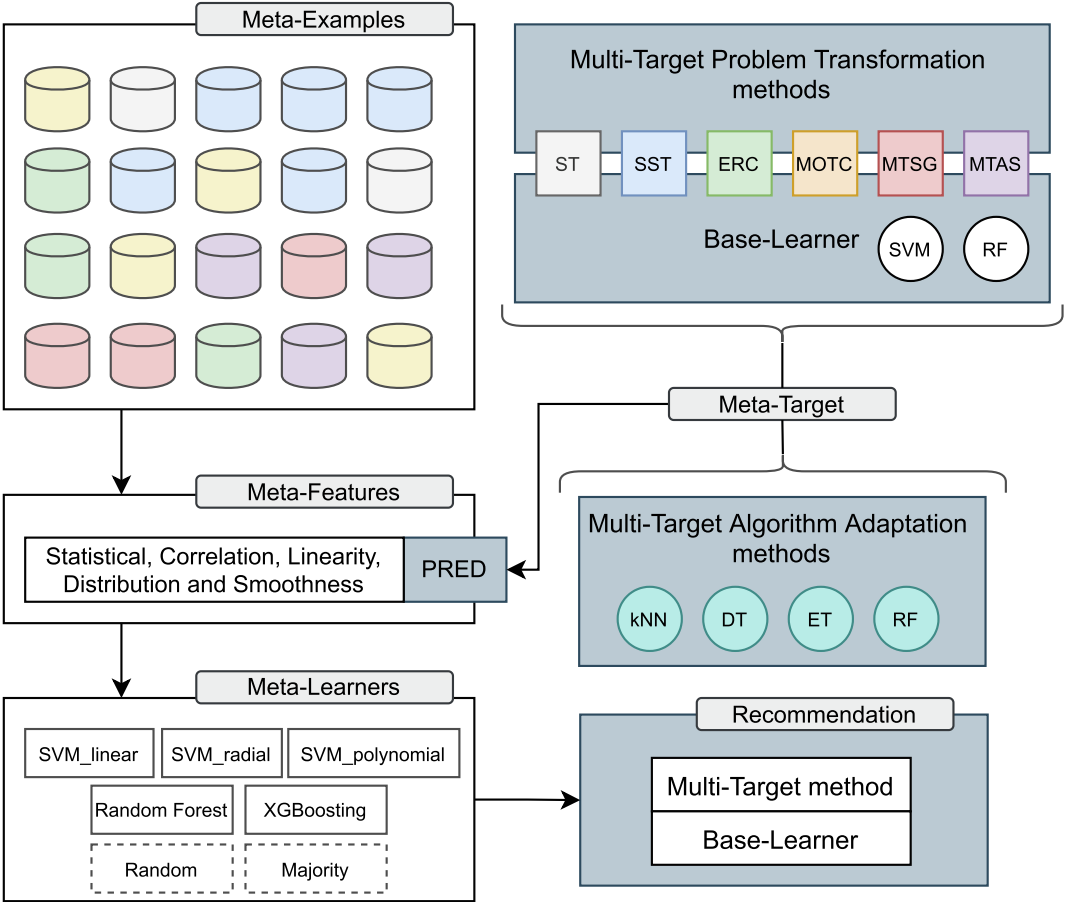 Meta-Examples
Multi-Target Problem Transformation
methods
ST
SST
ERC
MOTC
MTSG
MTAS
Base-Learner
SVM
RF
Meta-Target
Meta-Features
Statistical, Correlation, Linearity,
Distribution and Smoothness
PRED
Multi-Target Algorithm Adaptation
methods
kNN
DT
ET
RF
Meta-Learners
SVM_linear
SVM_radial
SVM_polynomial
Random Forest
XGBoosting
Random
Majority
Recommendation
Multi-Target method
Base-Learner